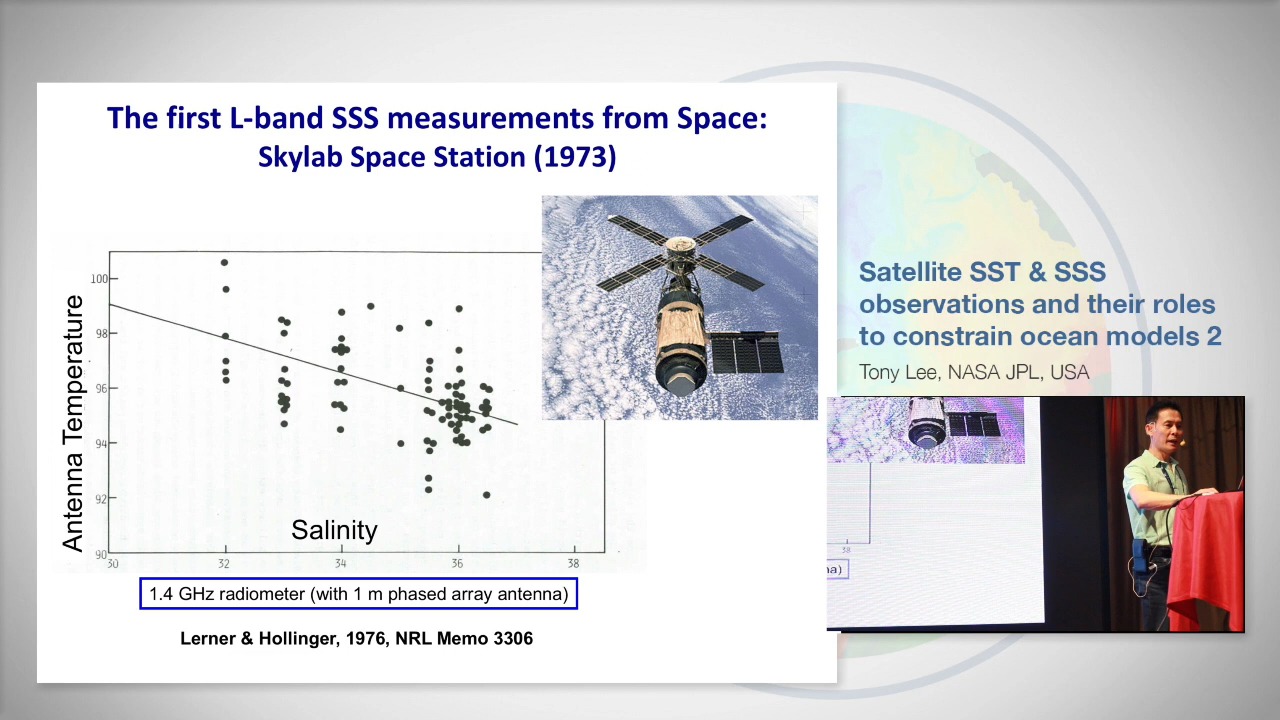 The first L-band SSS measurements from Space:
Skylab Space Station (1973)
Antenna Temperature
100
98
96
94
92
90
30
32
34
36
38
Salinity
1.4 GHz radiometer (with 1 m phased array antenna)
Lerner & Hollinger, 1976, NRL Memo 3306
Satellite SST & SSS
observations and their roles
to constrain ocean models 2
Tony Lee, NASA JPL, USA
38
na)